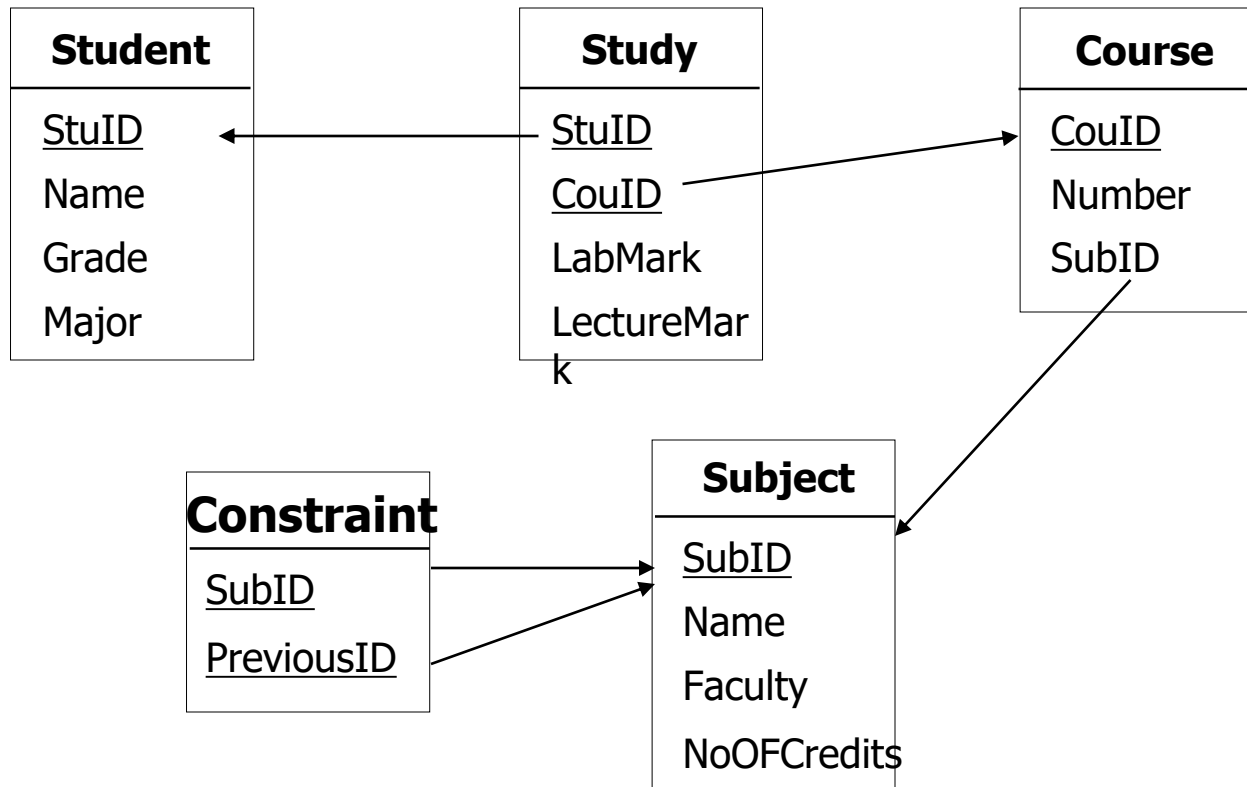 Student
StuID
Name
Grade
Major
Study
StuID
CouID
LabMark
LectureMar
k
Course
CouID
Number
SubID
Constraint
SubID
PreviousID
Subject
SubID
Name
Faculty
NoOFCredits